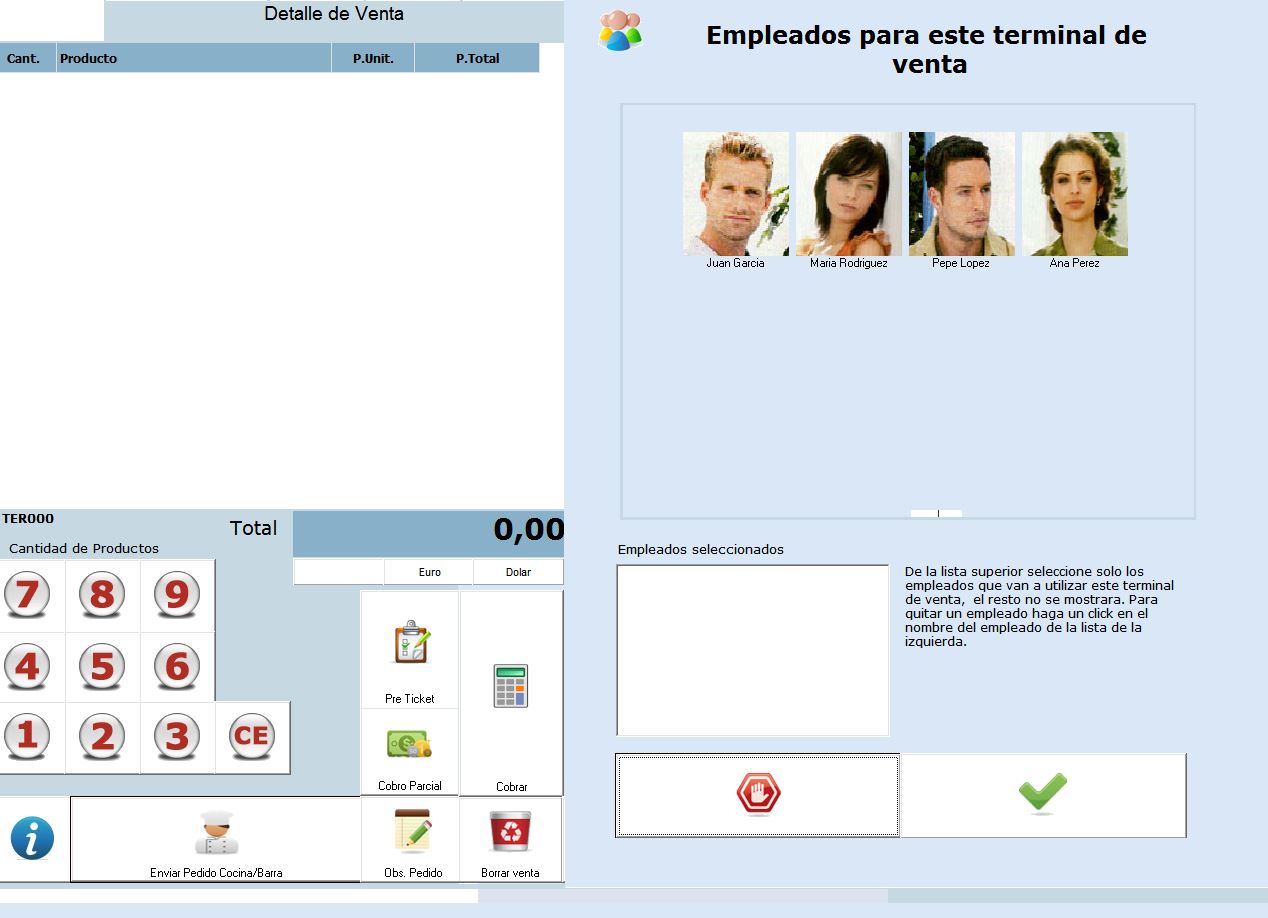 Detalle de Venta
Cant. Producto P.Unit. P.Total
TER000
Total
0,00
Cantidad de Productos
Euro Dolar
7 8 9
4 5 6
1 2 3 CE
Pre Ticket
Cobro Parcial
Cobrar
Enviar Pedido Cocina/Barra
Obs. Pedido
Borrar venta
Empleados para este terminal de
venta
Juan Garcia Maria Rodriguez Pepe Lopez Ana Perez
Empleados seleccionados
De la lista superior seleccione solo los
empleados que van a utilizar este terminal
de venta, el resto no se mostrara. Para
quitar un empleado haga un click en el
nombre del empleado de la lista de la
izquierda.